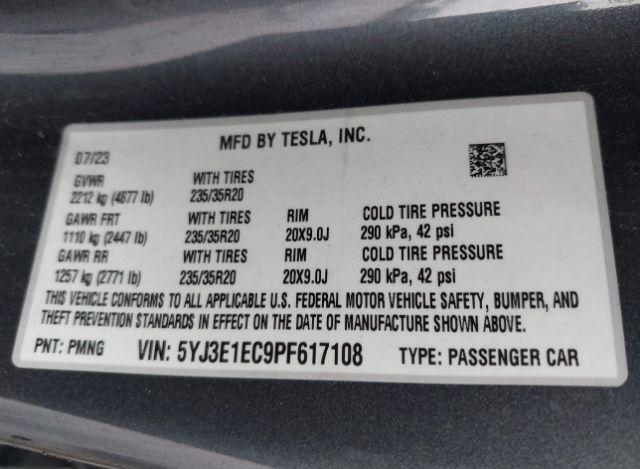 MFD BY TESLA, INC.
07/23
GVWR WITH TIRES
2212 kg (4877 lb) 235/35R20
GAWR FRT WITH TIRES RIM COLD TIRE PRESSURE
1110 kg (2447 lb) 235/35R20 20X9.0J 290 kPa, 42 psi
GAWR RR WITH TIRES RIM COLD TIRE PRESSURE
1257 kg (2771 lb) 235/35R20 20X9.0J 290 kPa, 42 psi
THIS VEHICLE CONFORMS TO ALL APPLICABLE U.S. FEDERAL MOTOR VEHICLE SAFETY, BUMPER, AND
THEFT PREVENTION STANDARDS IN EFFECT ON THE DATE OF MANUFACTURE SHOWN ABOVE.
PNT: PMNG VIN: 5YJ3E1EC9PF617108 TYPE: PASSENGER CAR